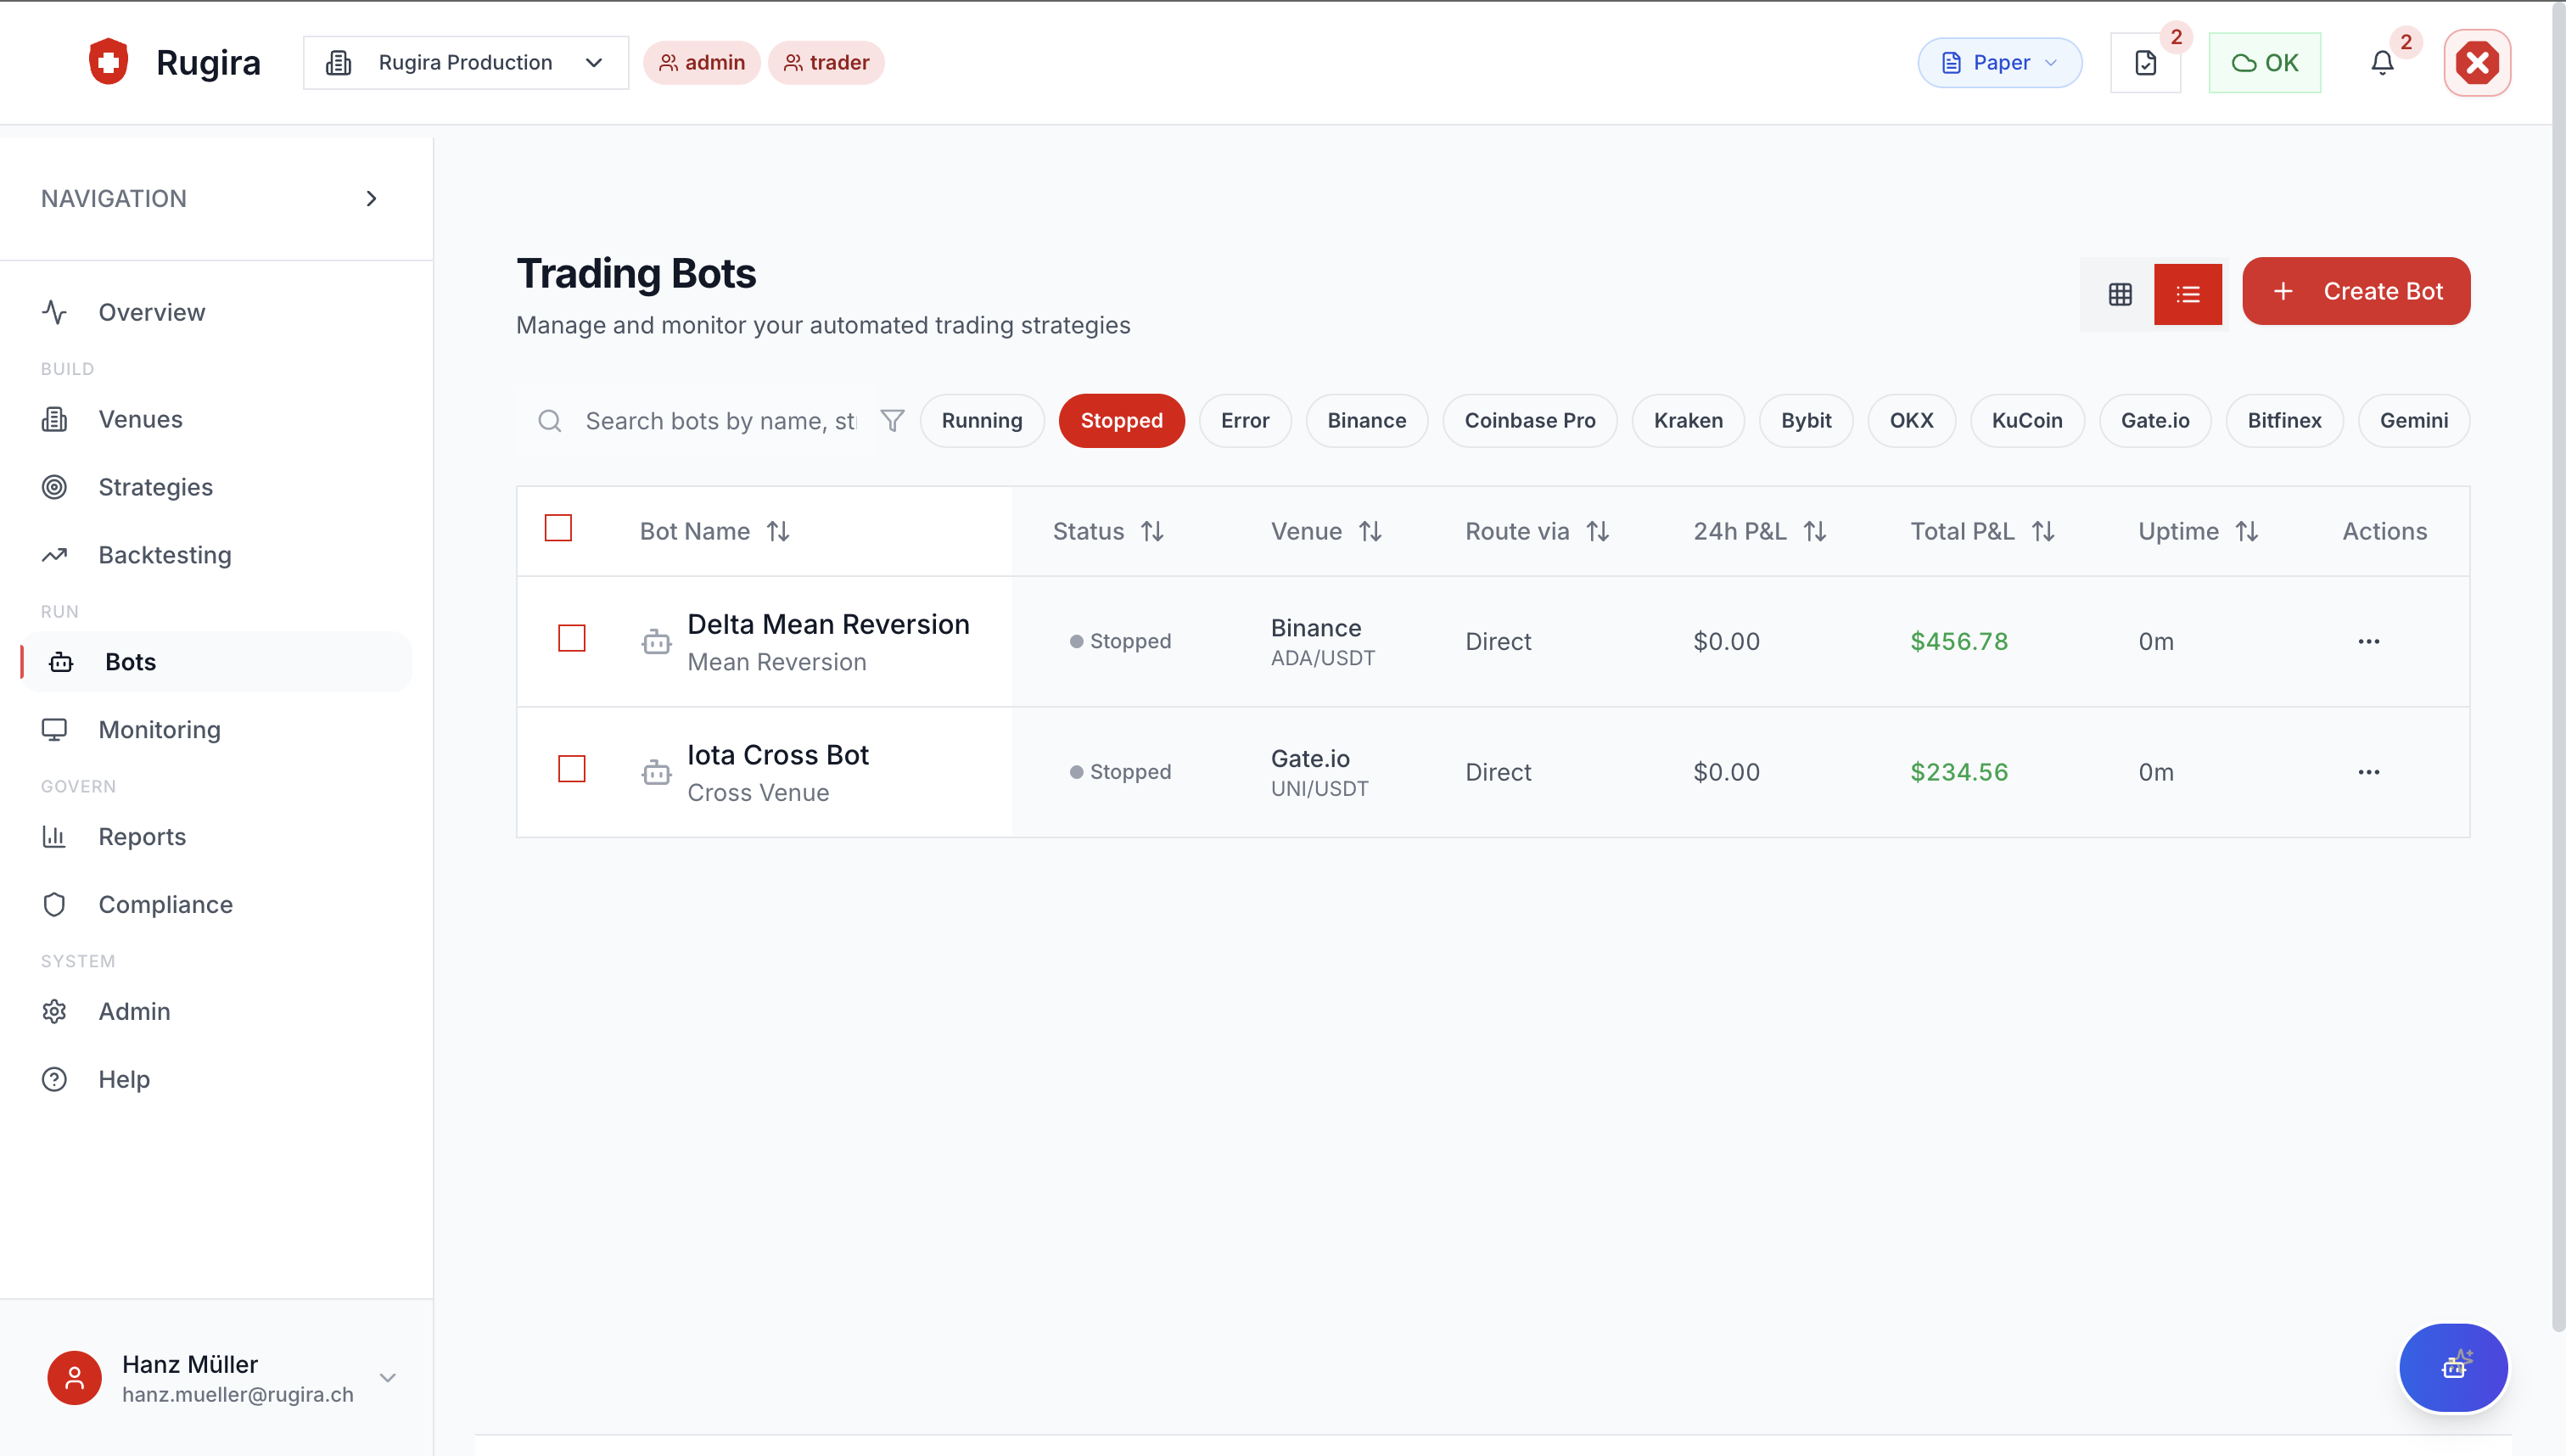 Rugira
Rugira Production
admin
trader
Paper
2
OK
2
NAVIGATION
Overview
BUILD
Venues
Strategies
Backtesting
RUN
Bots
Monitoring
GOVERN
Reports
Compliance
SYSTEM
Admin
Help
Hanz Müller
hanz.mueller@rugira.ch
Trading Bots
Manage and monitor your automated trading strategies
Create Bot
Search bots by name, st
Running
Stopped
Error
Binance
Coinbase Pro
Kraken
Bybit
OKX
KuCoin
Gate.io
Bitfinex
Gemini
Bot Name Status Venue Route via 24h P&L Total P&L Uptime Actions
Delta Mean Reversion
Mean Reversion
Stopped
Binance
ADA/USDT
Direct
$0.00
$456.78
0m
Iota Cross Bot
Cross Venue
Stopped
Gate.io
UNI/USDT
Direct
$0.00
$234.56
0m